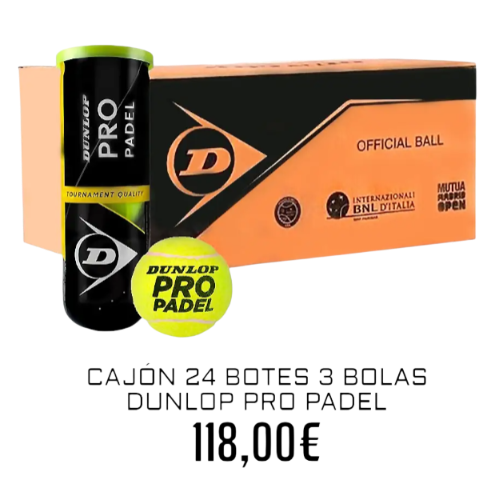 DUNLOP
PRO
PADEL
TOURNAMENT QUALITY
D
D
OFFICIAL BALL
INTERNAZIONALI
BNL D'ITALIA
MUTUA
MADRID
OPEN
DUNLOP
PRO
PADEL
CAJÓN 24 BOTES 3 BOLAS
DUNLOP PRO PADEL
118,00€